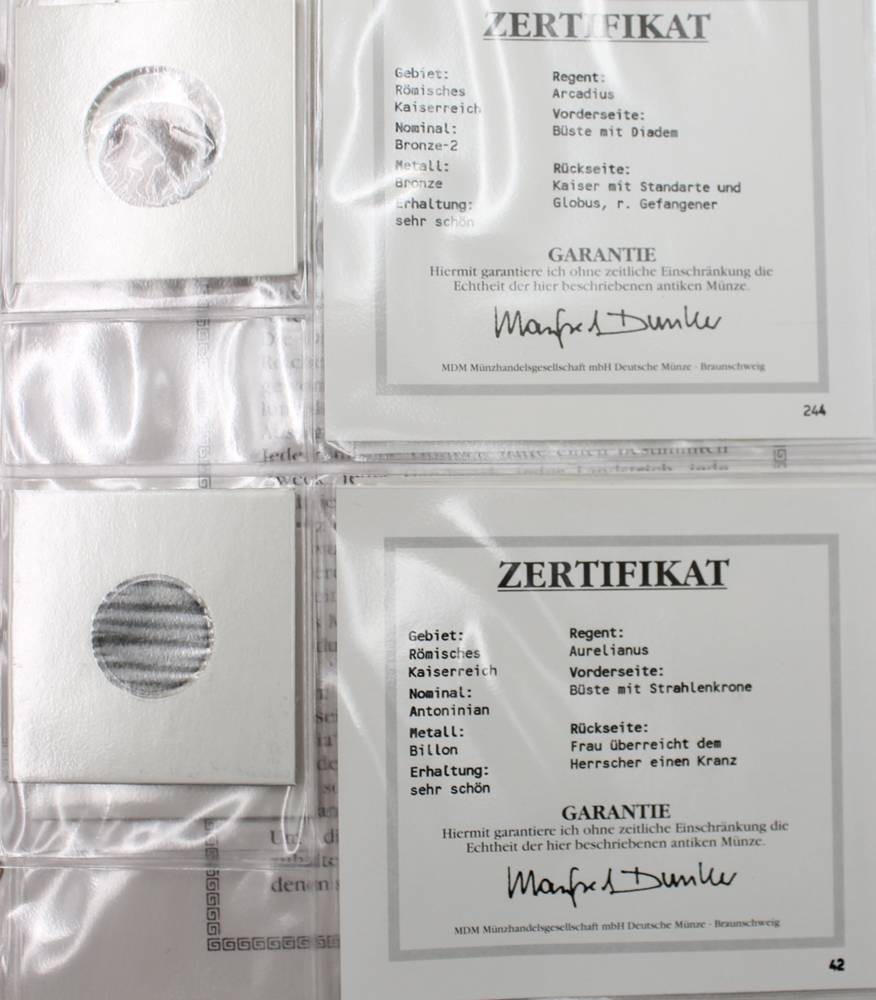 ZERTIFIKAT
Gebiet:
Römisches
Kaiserreich
Nominal:
Bronze-2
Metall:
Bronze
Erhaltung:
sehr schön
Regent:
Arcadius
Vorderseite:
Büste mit Diadem
Rückseite:
Kaiser mit Standarte und
Globus, r. Gefangener
GARANTIE
Hiermit garantiere ich ohne zeitliche Einschränkung die
Echtheit der hier beschriebenen antiken Münze.
Manfred Dunker
MDM Münzhandelsgesellschaft mbH Deutsche Münze · Braunschweig
244
ZERTIFIKAT
Gebiet:
Römisches
Kaiserreich
Nominal:
Antoninian
Metall:
Billon
Erhaltung:
sehr schön
Regent:
Aurelianus
Vorderseite:
Büste mit Strahlenkrone
Rückseite:
Frau überreicht dem
Herrscher einen Kranz
GARANTIE
Hiermit garantiere ich ohne zeitliche Einschränkung die
Echtheit der hier beschriebenen antiken Münze.
Manfred Dunker
MDM Münzhandelsgesellschaft mbH Deutsche Münze · Braunschweig
42